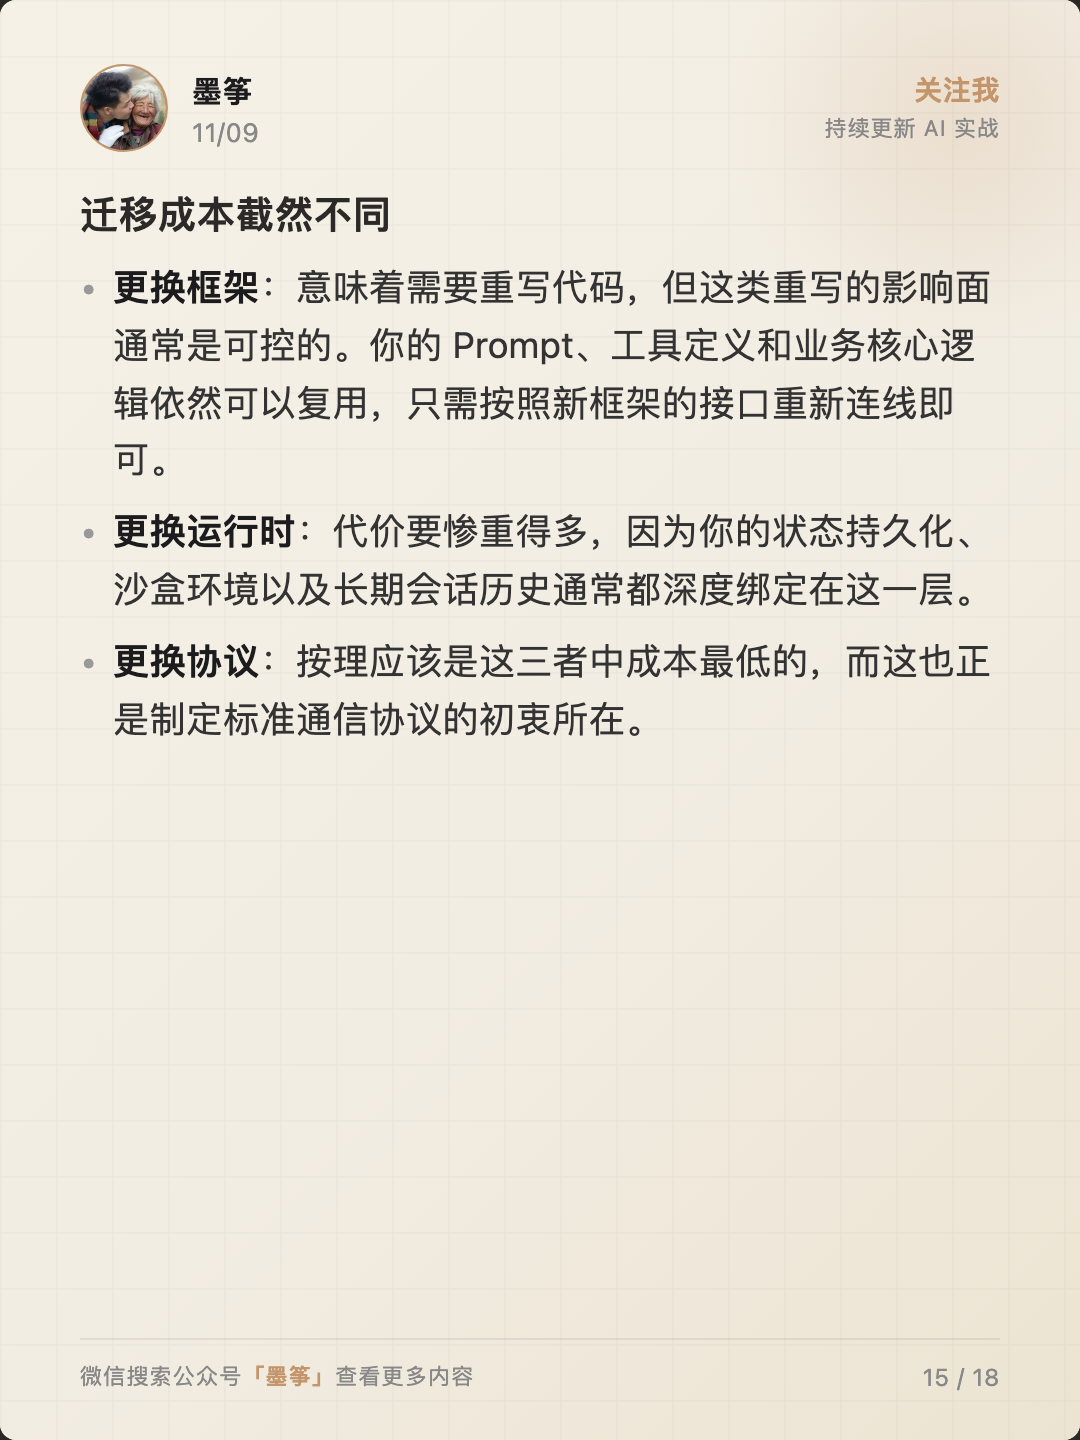 墨筝
11/09
关注我
持续更新 AI 实战
迁移成本截然不同
• 更换框架：意味着需要重写代码，但这类重写的影响面
通常是可控的。你的 Prompt、工具定义和业务核心逻
辑依然可以复用，只需按照新框架的接口重新连线即
可。
• 更换运行时：代价要惨重得多，因为你的状态持久化、
沙盒环境以及长期会话历史通常都深度绑定在这一层。
• 更换协议：按理应该是这三者中成本最低的，而这也正
是制定标准通信协议的初衷所在。
微信搜索公众号「墨筝」查看更多内容
15 / 18